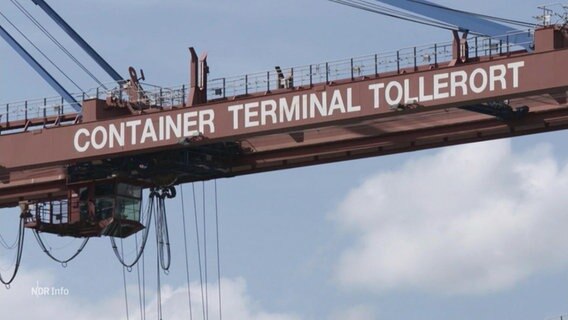 CONTAINER TERMINAL TOLLERORT
NDR Info